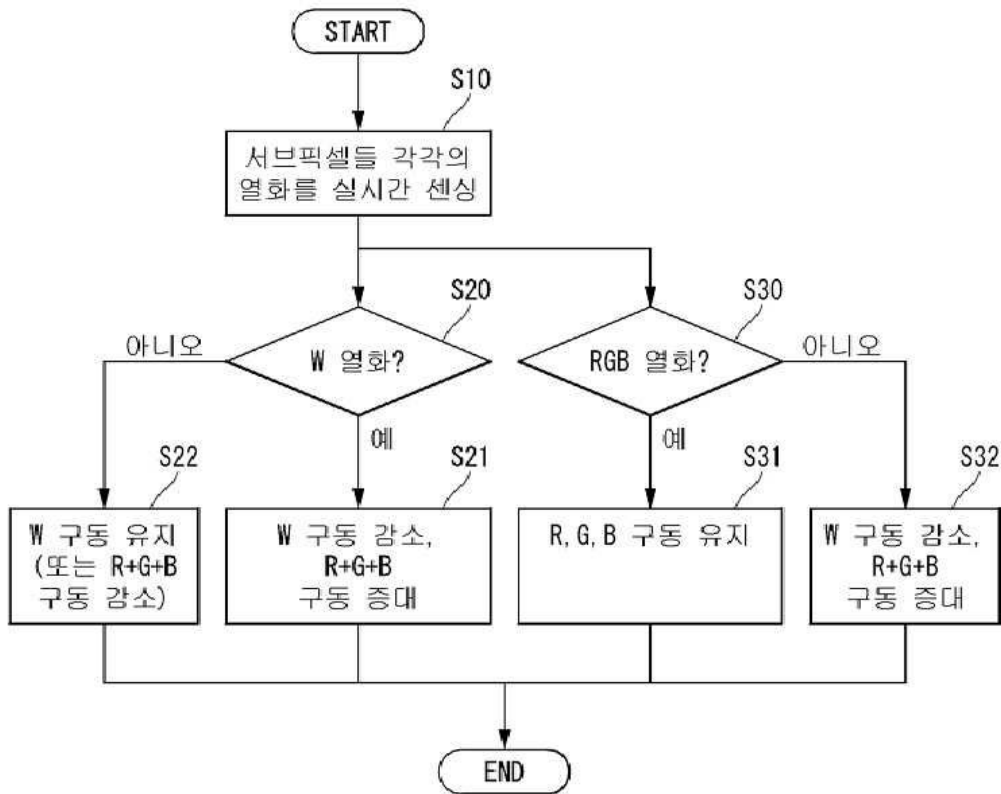 START
S10
서브픽셀들 각각의
열화를 실시간 센싱
S20
W 열화?
아니오
예
S30
RGB 열화?
아니오
예
S22
W 구동 유지
(또는 R+G+B
구동 감소)
S21
W 구동 감소,
R+G+B
구동 증대
S31
R,G,B 구동 유지
S32
W 구동 감소,
R+G+B
구동 증대
END